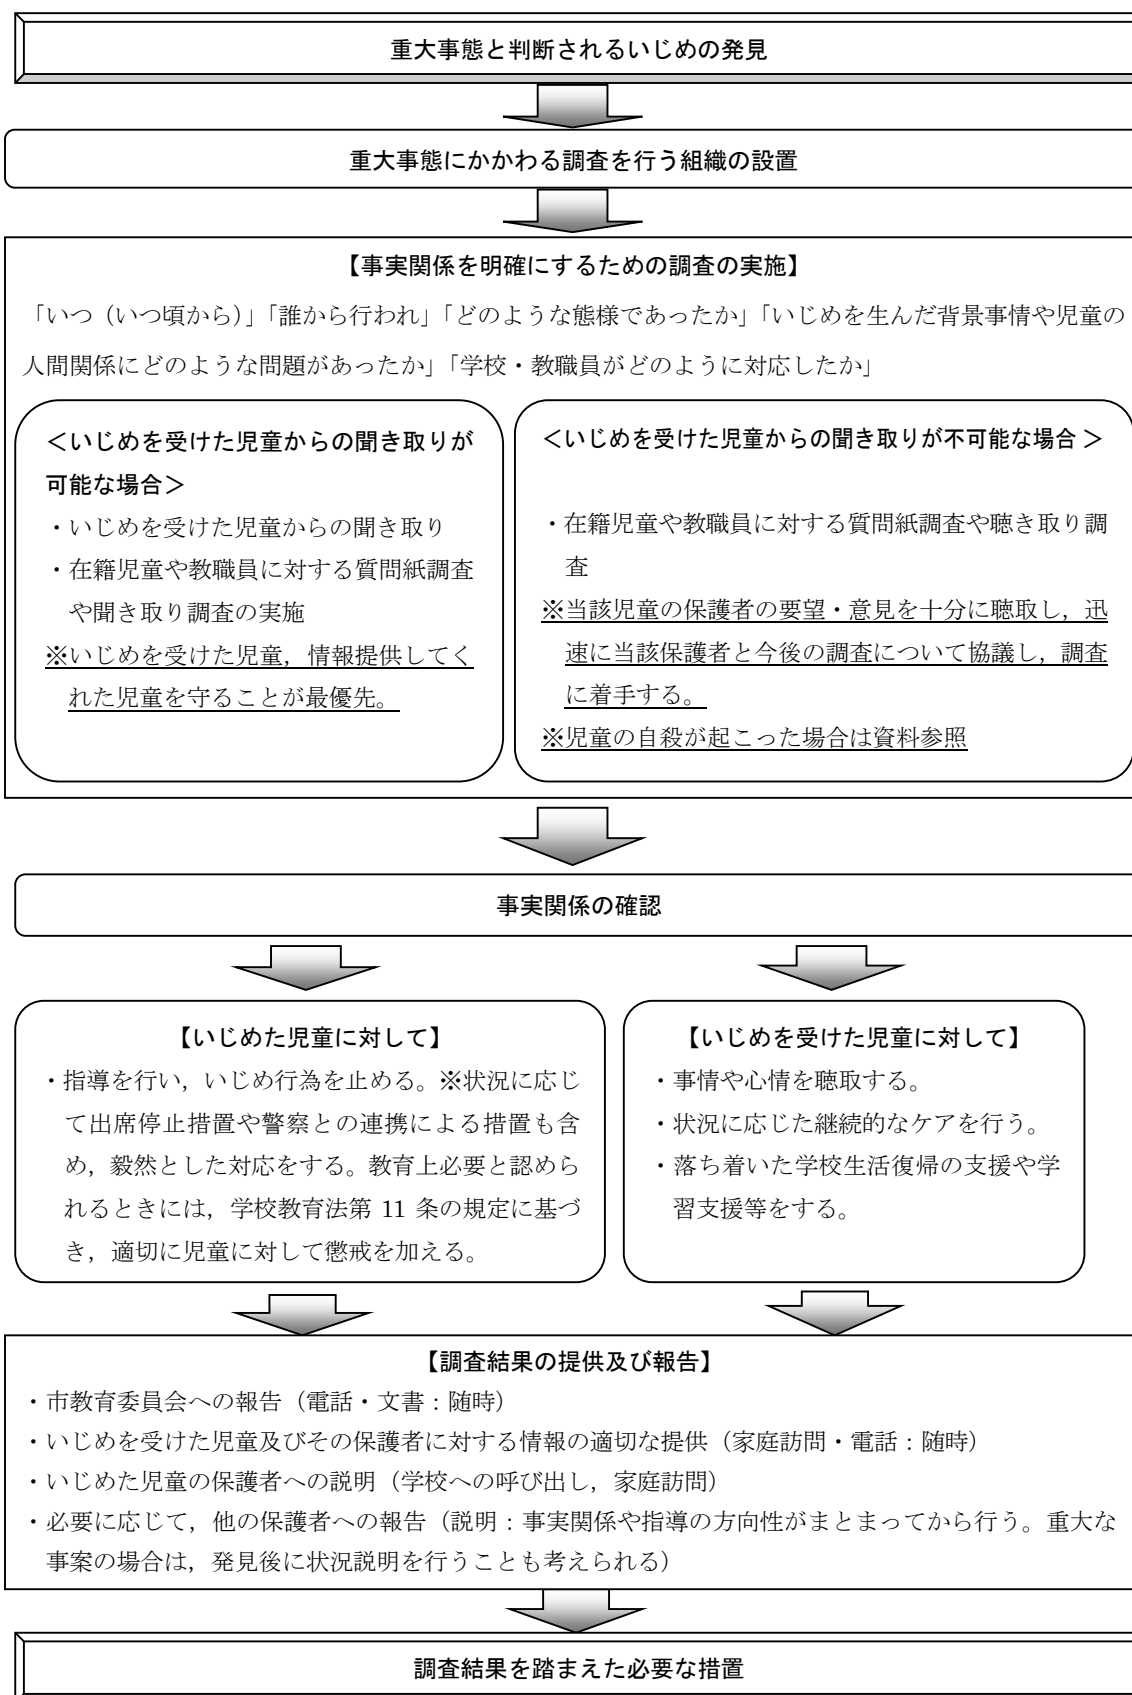 重大事態と判断されるいじめの発見
重大事態にかかわる調査を行う組織の設置
【事実関係を明確にするための調査の実施】
「いつ（いつ頃から）」「誰から行われ」「どのような態様であったか」「いじめを生んだ背景事情や児童の
人間関係にどのような問題があったか」「学校・教職員がどのように対応したか」
＜いじめを受けた児童からの聞き取りが
可能な場合＞
・いじめを受けた児童からの聞き取り
・在籍児童や教職員に対する質問紙調査
や聞き取り調査の実施
※いじめを受けた児童，情報提供してく
れた児童を守ることが最優先。
＜いじめを受けた児童からの聞き取りが不可能な場合＞
・在籍児童や教職員に対する質問紙調査や聴き取り調
査
※当該児童の保護者の要望・意見を十分に聴取し，迅
速に当該保護者と今後の調査について協議し，調査
に着手する。
※児童の自殺が起こった場合は資料参照
事実関係の確認
【いじめた児童に対して】
・指導を行い，いじめ行為を止める。※状況に応じ
て出席停止措置や警察との連携による措置も含
め，毅然とした対応をする。教育上必要と認めら
れるときには，学校教育法第 11 条の規定に基づ
き，適切に児童に対して懲戒を加える。
【いじめを受けた児童に対して】
・事情や心情を聴取する。
・状況に応じた継続的なケアを行う。
・落ち着いた学校生活復帰の支援や学
習支援等をする。
【調査結果の提供及び報告】
・市教育委員会への報告（電話・文書：随時）
・いじめを受けた児童及びその保護者に対する情報の適切な提供（家庭訪問・電話：随時）
・いじめた児童の保護者への説明（学校への呼び出し，家庭訪問）
・必要に応じて，他の保護者への報告（説明：事実関係や指導の方向性がまとまってから行う。重大な
事案の場合は，発見後に状況説明を行うことも考えられる）
調査結果を踏まえた必要な措置